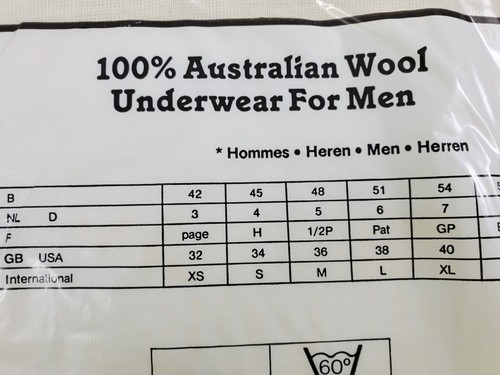 100% Australian Wool
Underwear For Men
* Hommes • Heren • Men • Herren
B 42 45 48 51 54
NL D 3 4 5 6 7
F page H 1/2P Pat GP
GB USA 32 34 36 38 40
International XS S M L XL
60°